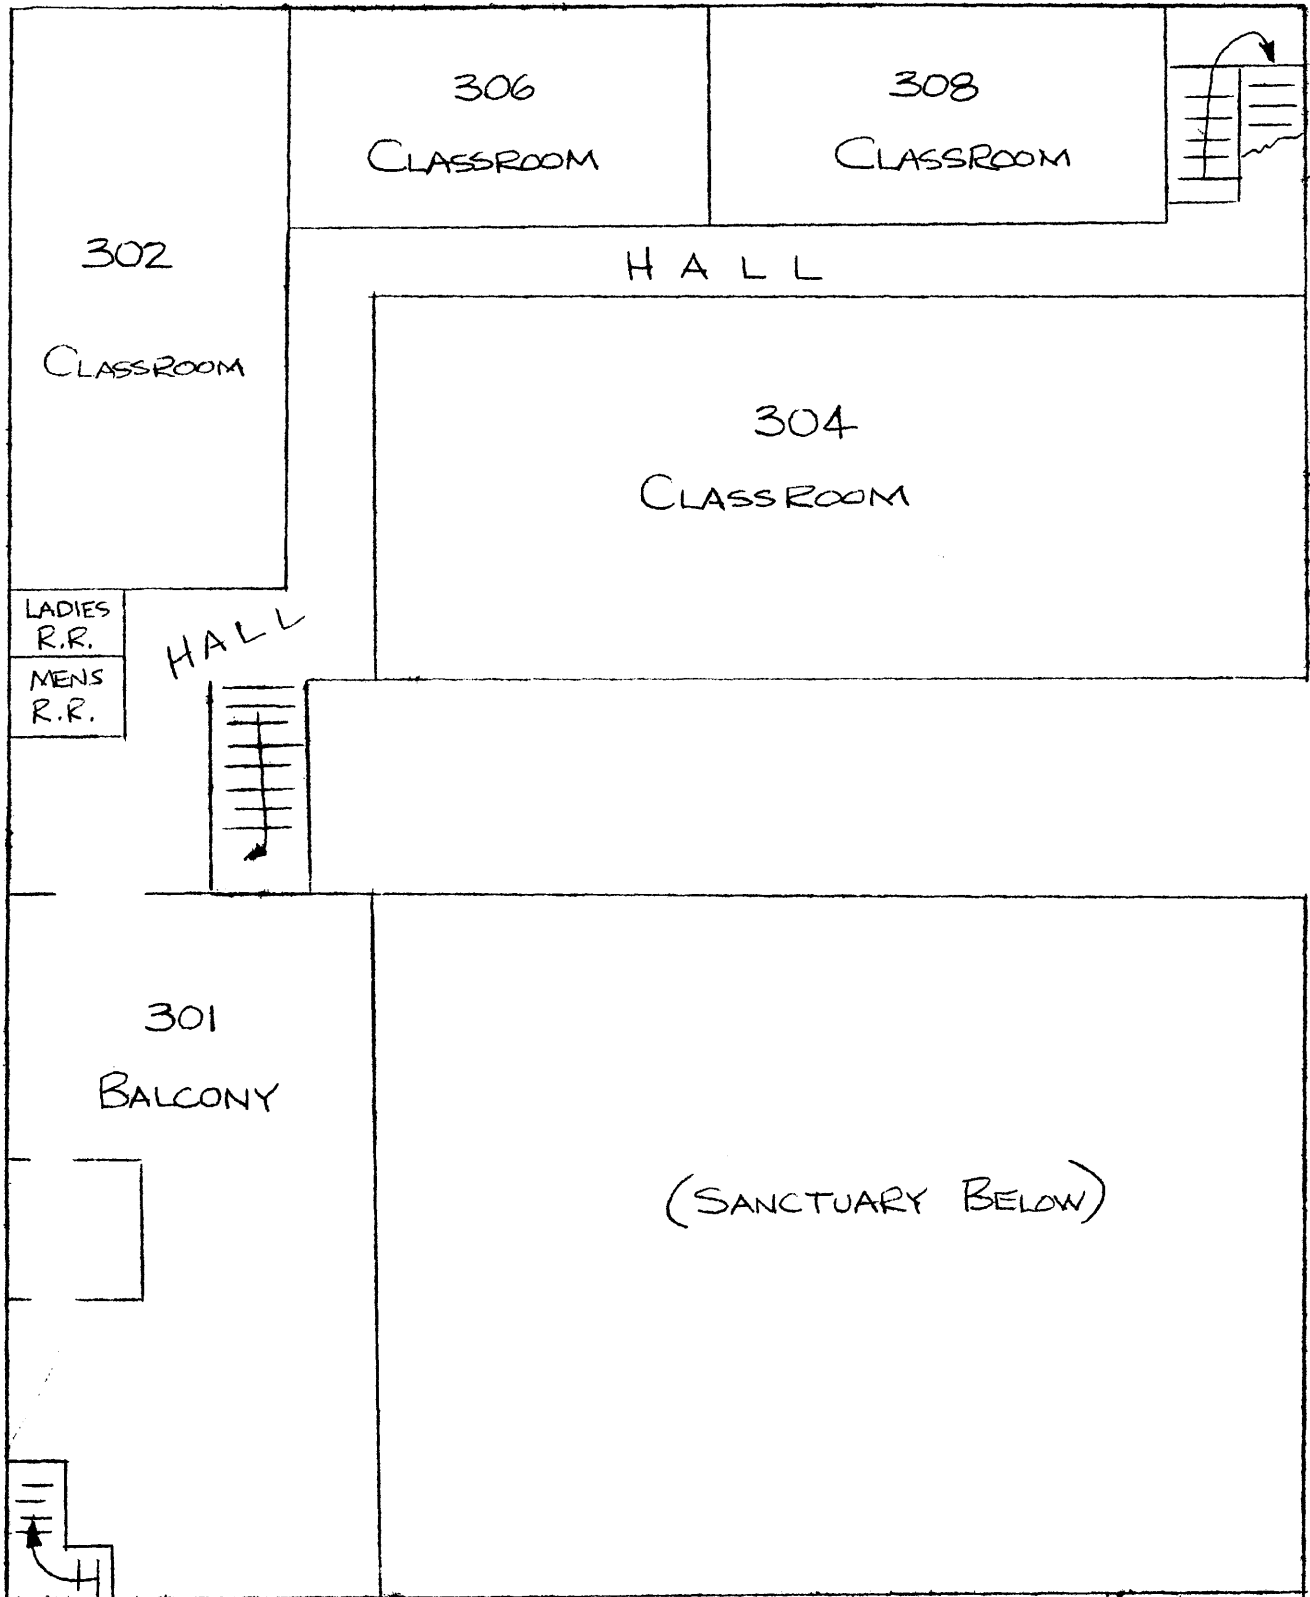 306
CLASSROOM
308
CLASSROOM
302
CLASSROOM
HALL
304
CLASSROOM
LADIES
R.R.
MENS
R.R.
HALL
301
BALCONY
(SANCTUARY BELOW)